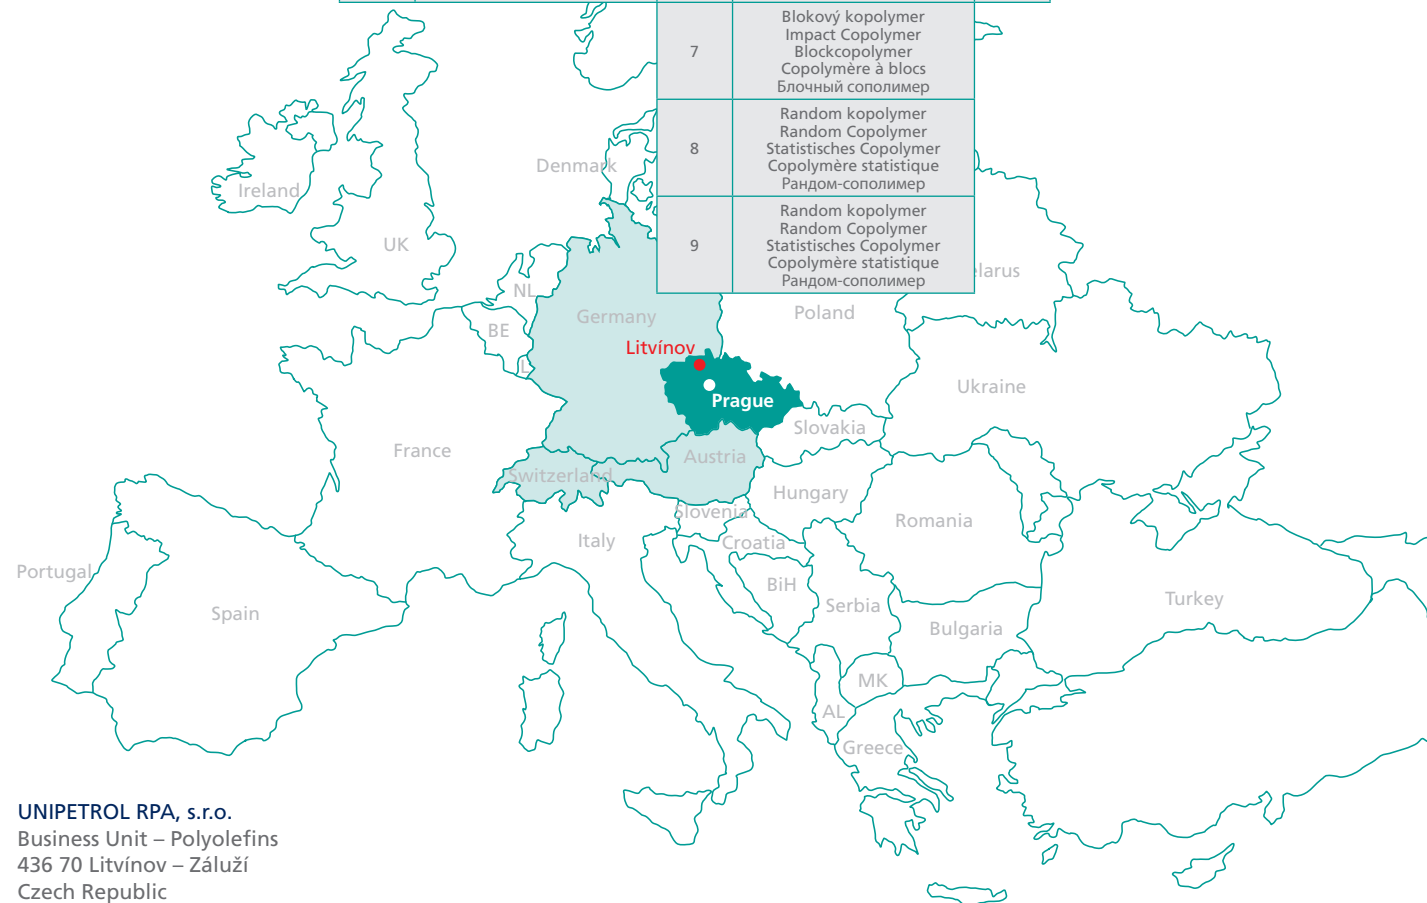 7
Blokový kopolymer
Impact Copolymer
Blockcopolymer
Copolymère à blocs
Блочный сополимер
8
Random kopolymer
Random Copolymer
Statistisches Copolymer
Copolymère statistique
Рандом-сополимер
9
Random kopolymer
Random Copolymer
Statistisches Copolymer
Copolymère statistique
Рандом-сополимер
Denmark
Ireland
UK
elarus
NL
Germany
Poland
BE
Litvínov
L
Prague
Ukraine
Slovakia
France
Austria
Switzerland
Hungary
Slovenia
Romania
Italy
Croatia
Portugal
BiH
Serbia
Turkey
Spain
Bulgaria
MK
AL
Greece
UNIPETROL RPA, s.r.o.
Business Unit – Polyolefins
436 70 Litvínov – Záluží
Czech Republic